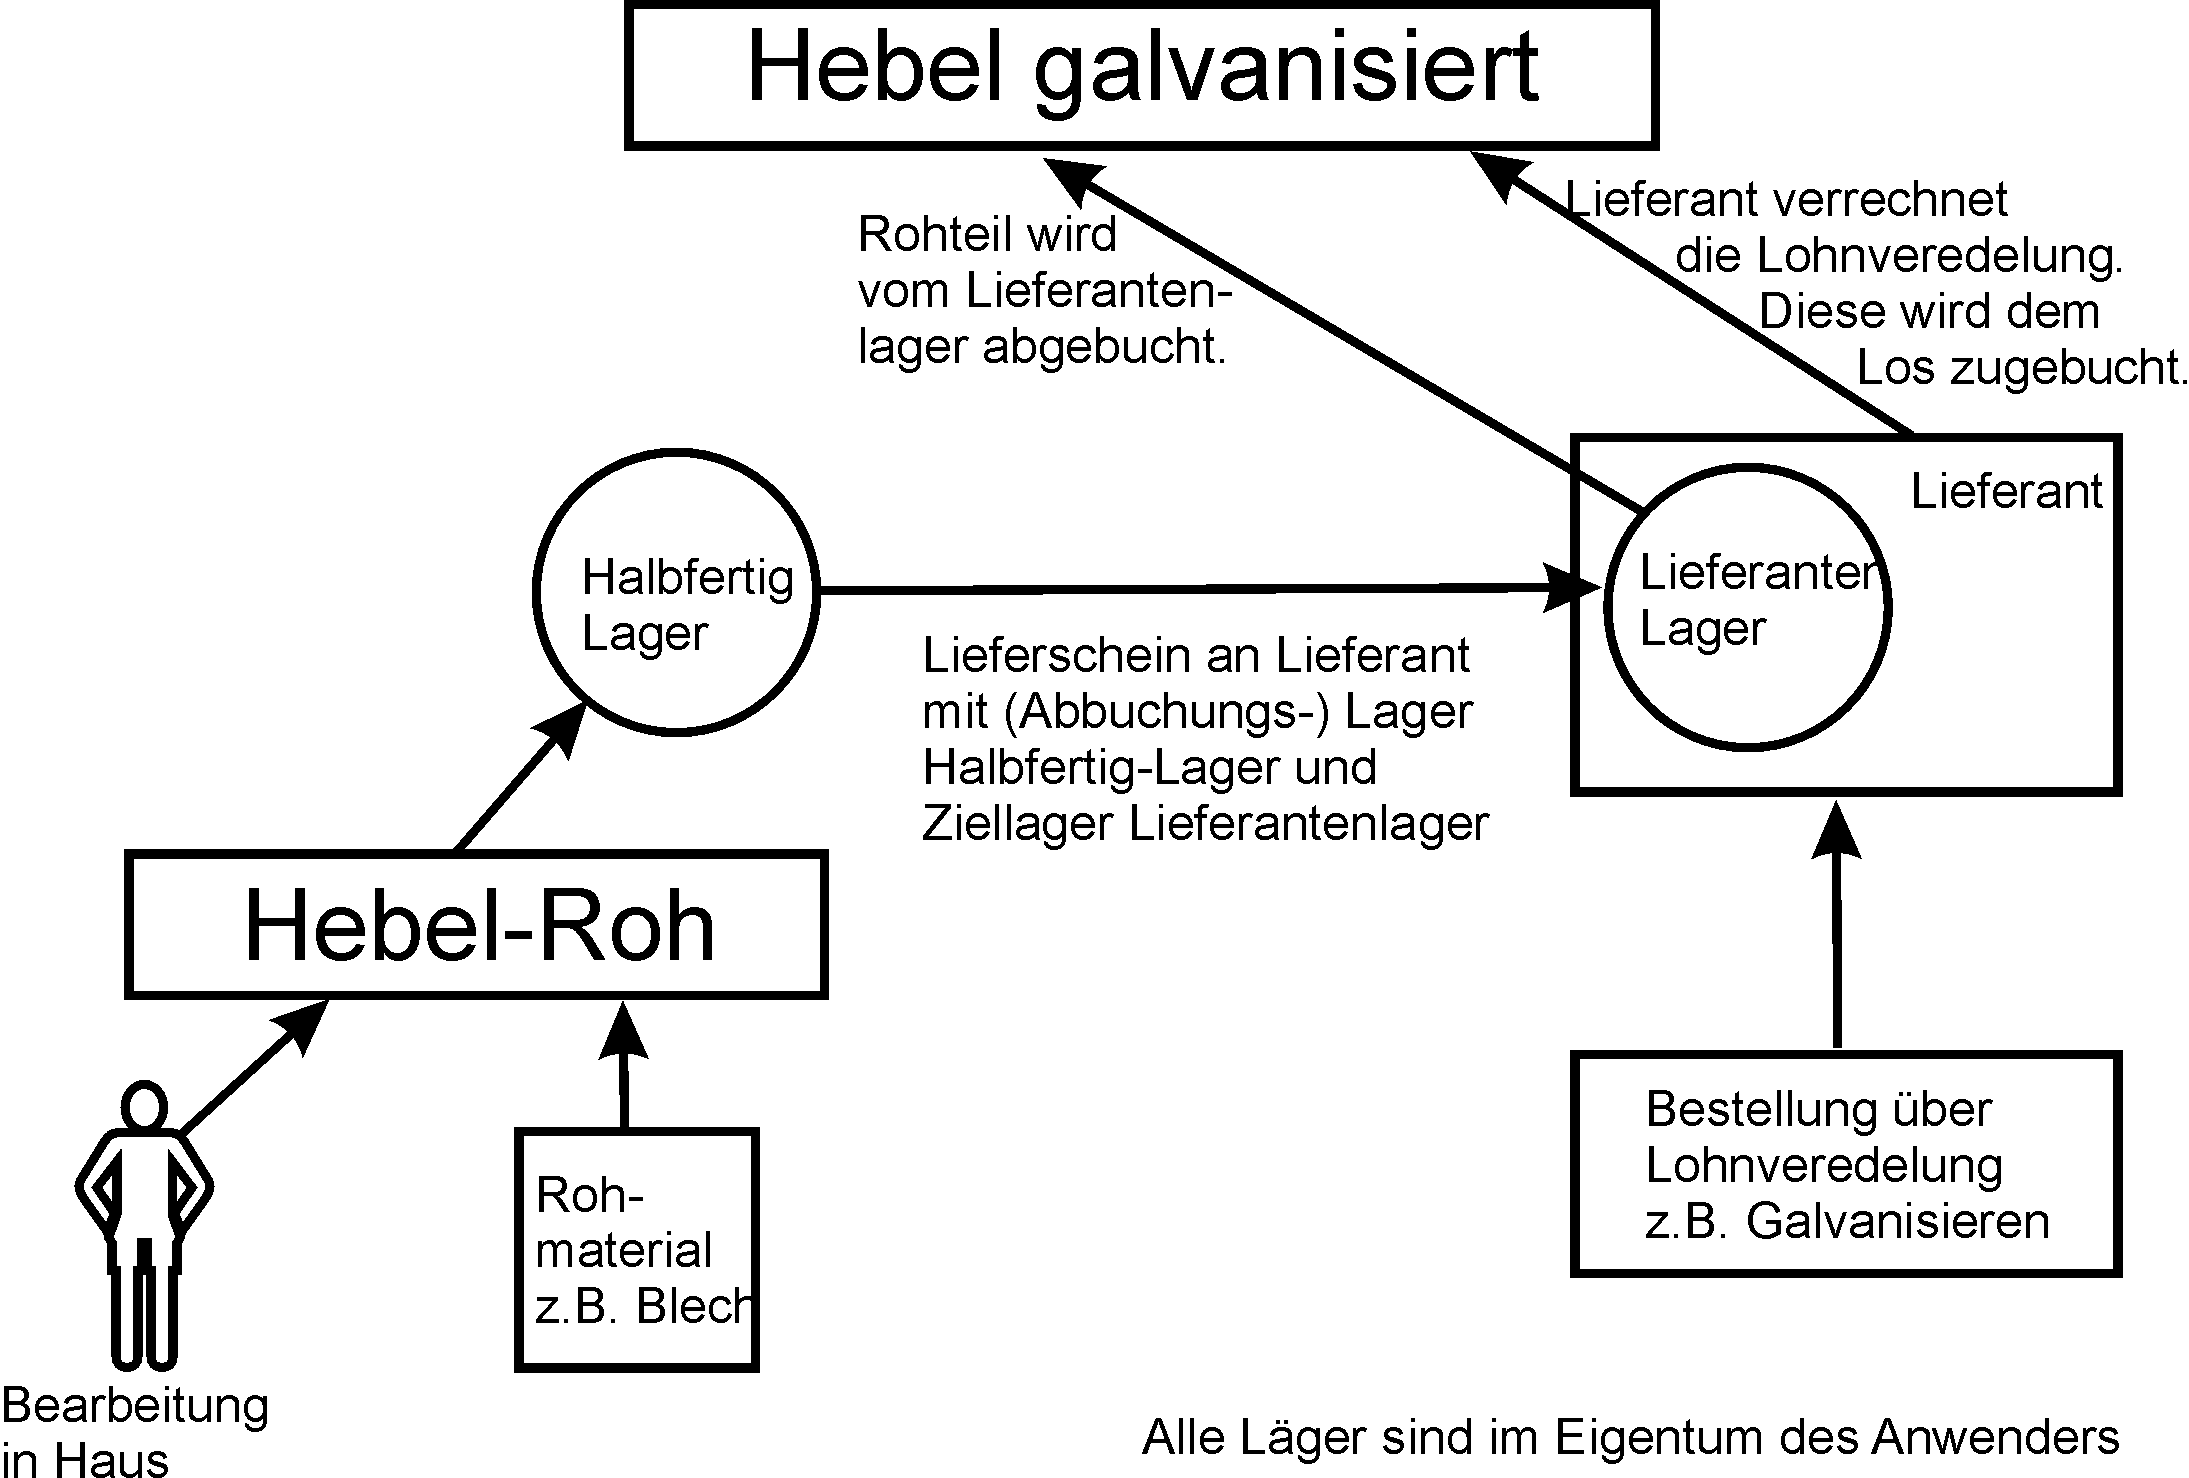 Hebel galvanisiert
Rohteil wird
vom Lieferanten-
lager abgebucht.
Lieferant verrechnet
die Lohnveredelung.
Diese wird dem
Los zugebucht.
Halbfertig
Lager
Lieferschein an Lieferant
mit (Abbuchungs-) Lager
Halbfertig-Lager und
Ziellager Lieferantenlager
Lieferant
Lieferanten
Lager
Hebel-Roh
Bearbeitung
in Haus
Roh-
material
z.B. Blech
Bestellung über
Lohnveredelung
z.B. Galvanisieren
Alle Läger sind im Eigentum des Anwenders